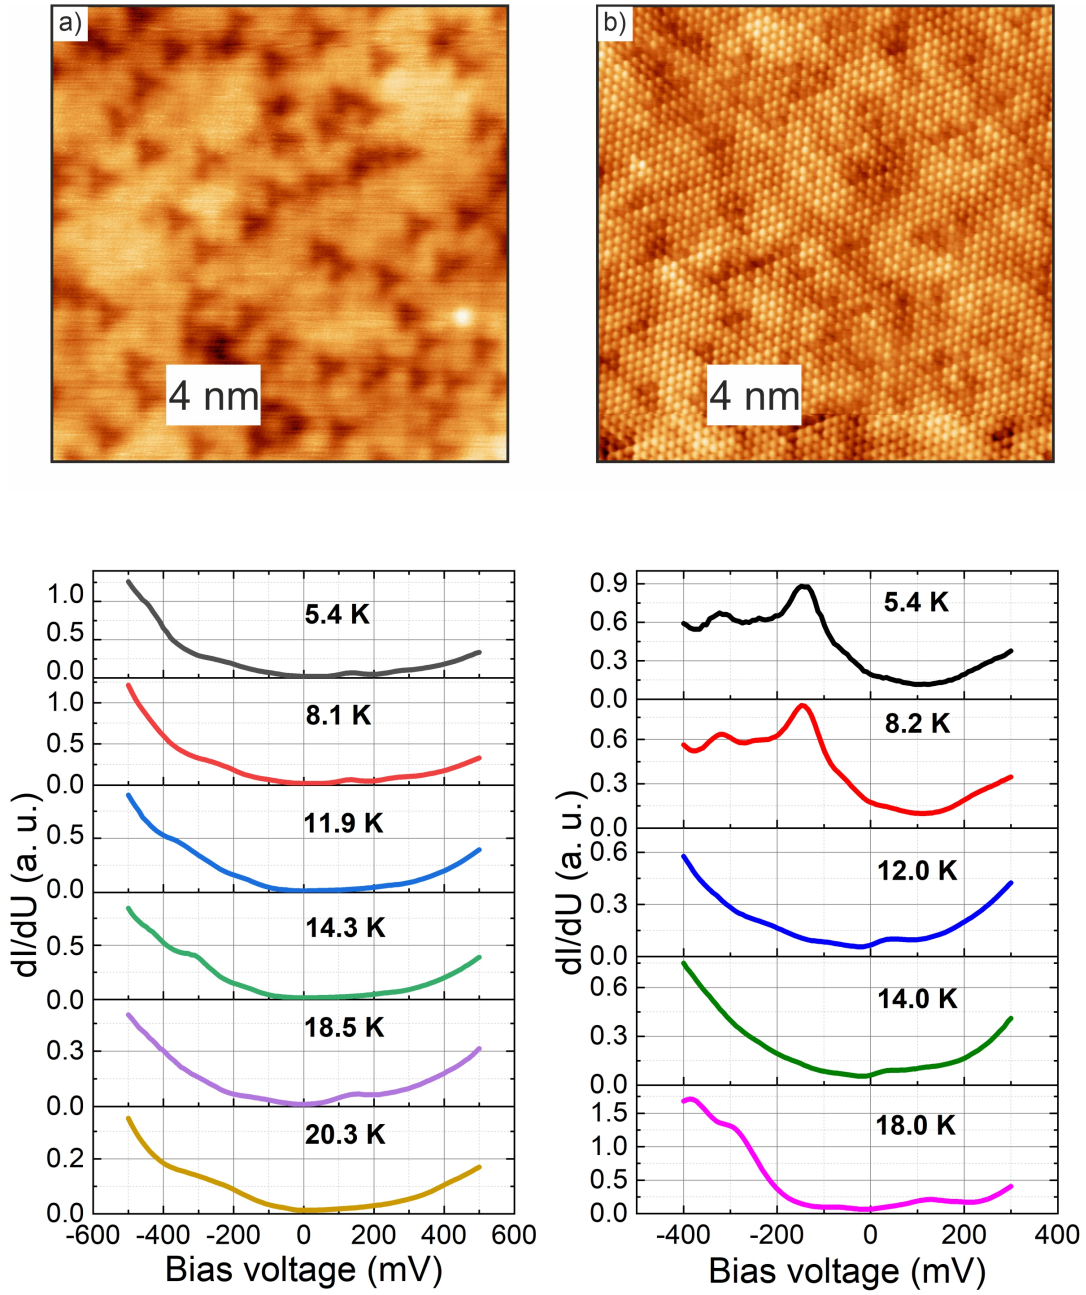 a)
4 nm
b)
4 nm
dI/dU (a. u.)
1.0
0.5
0.0
5.4 K
1.0
0.5
0.0
8.1 K
0.5
0.0
11.9 K
0.5
0.0
14.3 K
0.3
0.0
18.5 K
0.2
0.0
20.3 K
-600 -400 -200 0 200 400 600
Bias voltage (mV)
dI/dU (a. u.)
0.9
0.6
0.3
0.0
5.4 K
0.6
0.3
0.0
8.2 K
0.6
0.3
0.0
12.0 K
0.6
0.3
0.0
14.0 K
1.5
1.0
0.5
0.0
18.0 K
-400 -200 0 200 400
Bias voltage (mV)